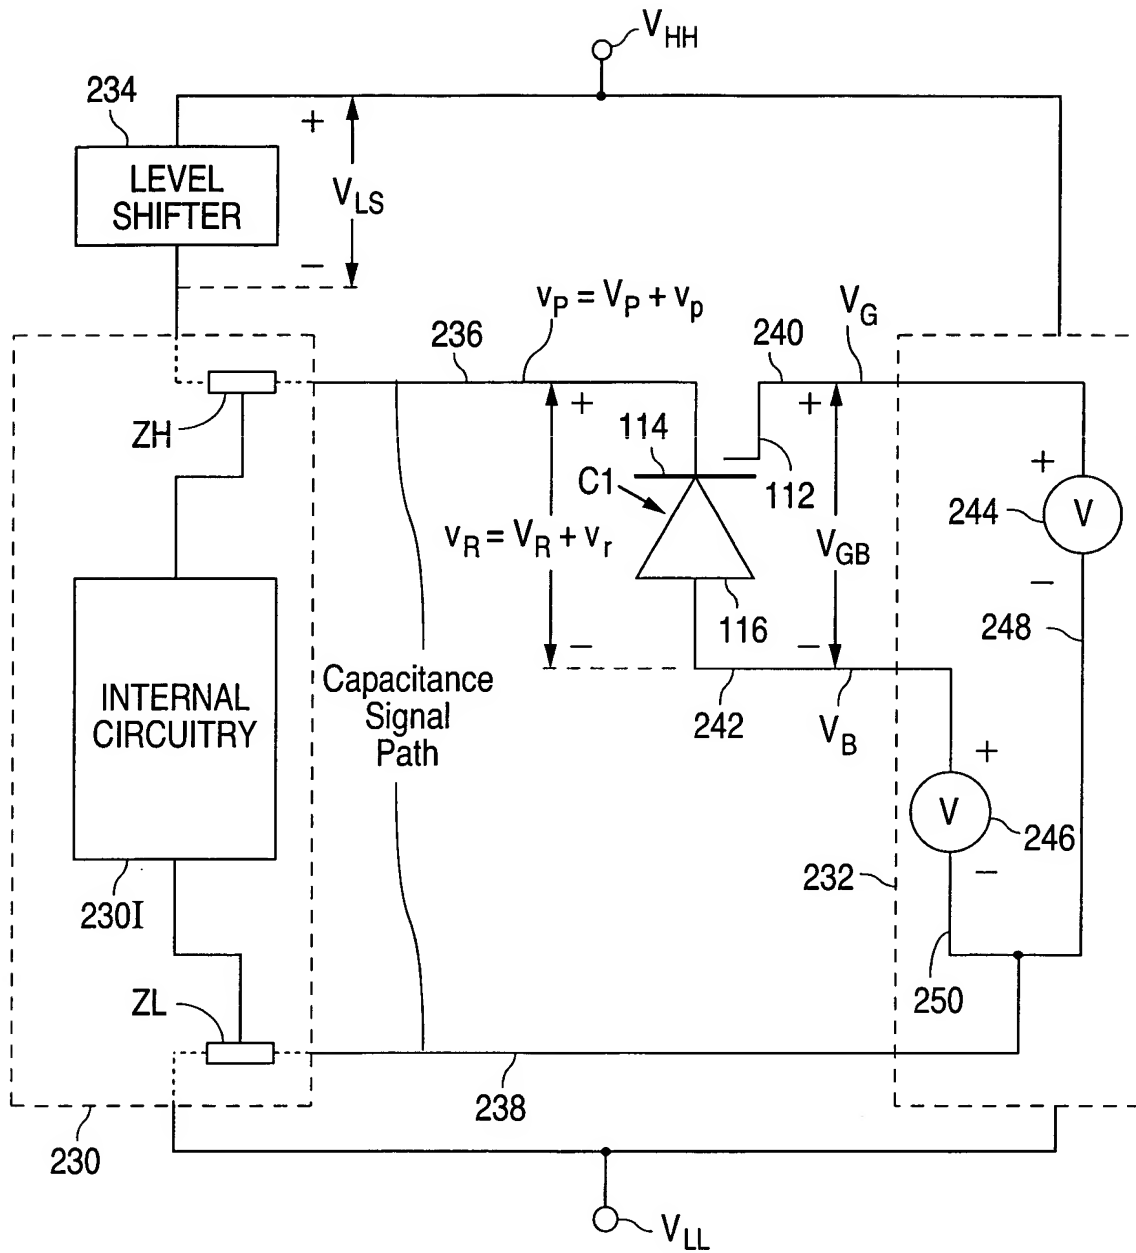 V_HH
234
+
LEVEL
SHIFTER
V_LS
−
v_P = V_P + v_p
V_G
236
240
+
+
ZH
114
+
C1
112
244
V
v_R = V_R + v_r
V_GB
−
116
248
−
−
Capacitance
Signal
Path
INTERNAL
CIRCUITRY
242
V_B
+
V
246
232
−
230I
250
ZL
238
230
V_LL